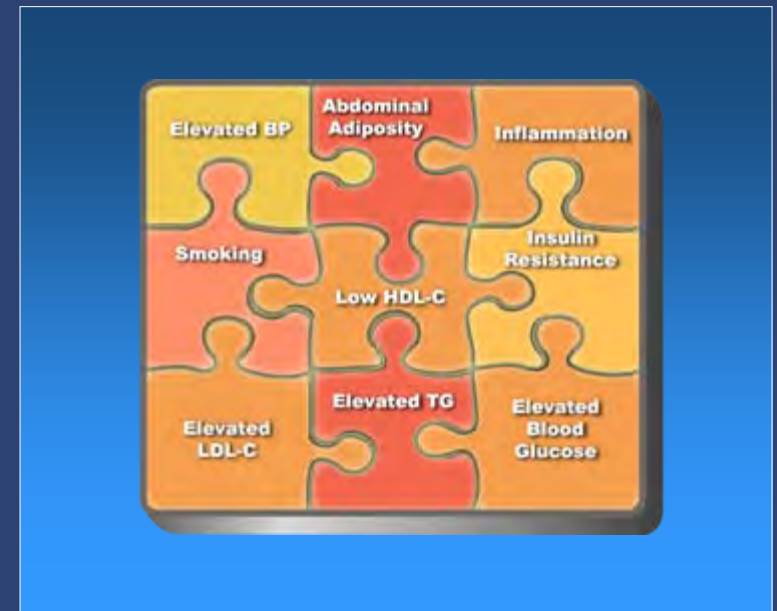 Elevated BP
Abdominal
Adiposity
Inflammation
Smoking
Low HDL-C
Insulin
Resistance
Elevated
LDL-C
Elevated TG
Elevated
Blood
Glucose